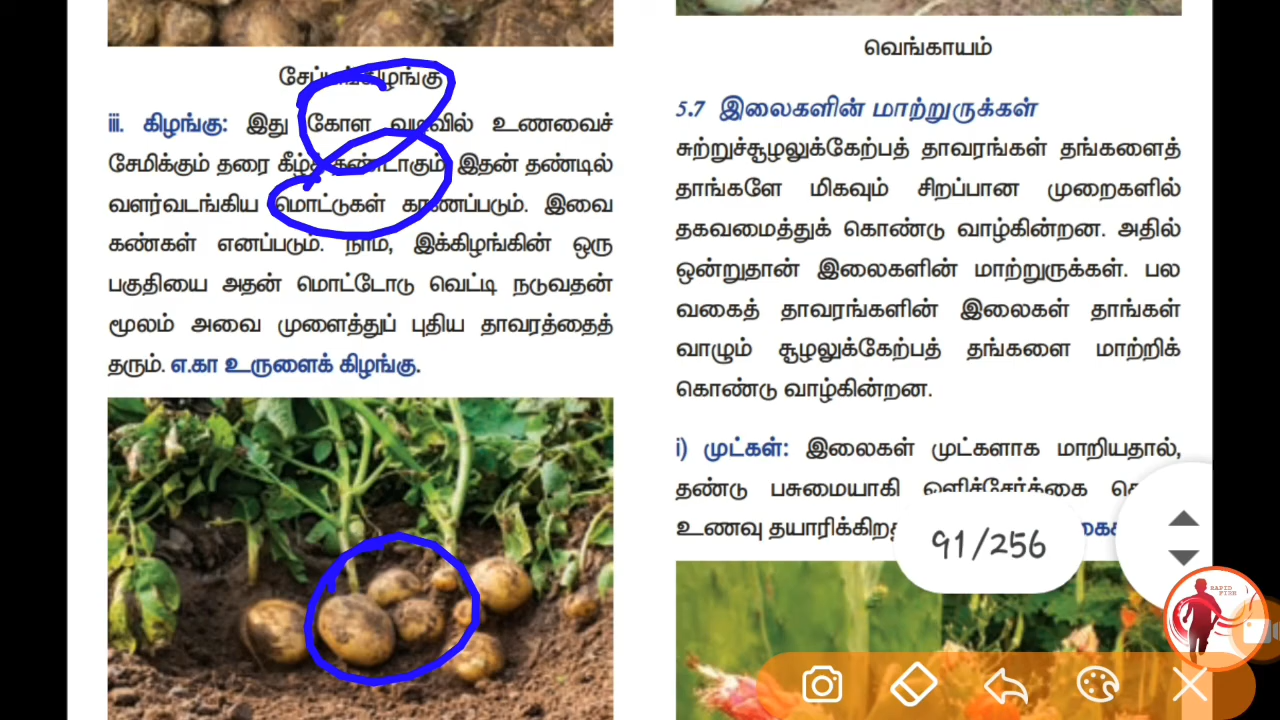 சேப்பங்கிழங்கு
iii. கிழங்கு: இது கோள வடிவில் உணவைச்
சேமிக்கும் தரை கீழ்த் தண்டாகும். இதன் தண்டில்
வளர்வடங்கிய மொட்டுகள் காணப்படும். இவை
கண்கள் எனப்படும். நாம், இக்கிழங்கின் ஒரு
பகுதியை அதன் மொட்டோடு வெட்டி நடுவதன்
மூலம் அவை முளைத்துப் புதிய தாவரத்தைத்
தரும். எ.கா உருளைக் கிழங்கு.
வெங்காயம்
5.7 இலைகளின் மாற்றுருக்கள்
சுற்றுச்சூழலுக்கேற்பத் தாவரங்கள் தங்களைத்
தாங்களே மிகவும் சிறப்பான முறைகளில்
தகவமைத்துக் கொண்டு வாழ்கின்றன. அதில்
ஒன்றுதான் இலைகளின் மாற்றுருக்கள். பல
வகைத் தாவரங்களின் இலைகள் தாங்கள்
வாழும் சூழலுக்கேற்பத் தங்களை மாற்றிக்
கொண்டு வாழ்கின்றன.
i) முட்கள்: இலைகள் முட்களாக மாறியதால்,
தண்டு பசுமையாகி ஒளிச்சேர்க்கை
உணவு
91/256
RAPID